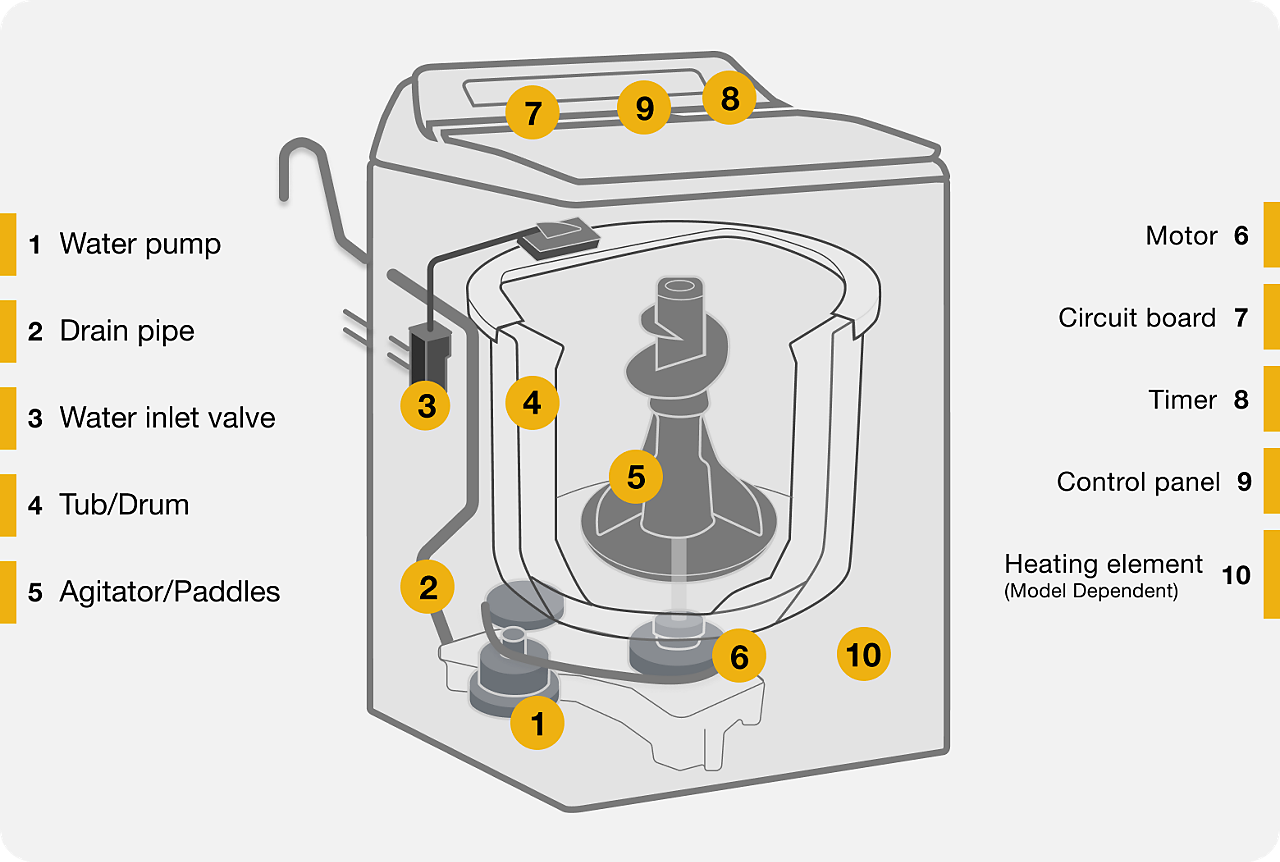 7
9
8
1 Water pump
2 Drain pipe
3 Water inlet valve
4 Tub/Drum
5 Agitator/Paddles
3
4
5
2
6
10
1
Motor 6
Circuit board 7
Timer 8
Control panel 9
Heating element 10
(Model Dependent)